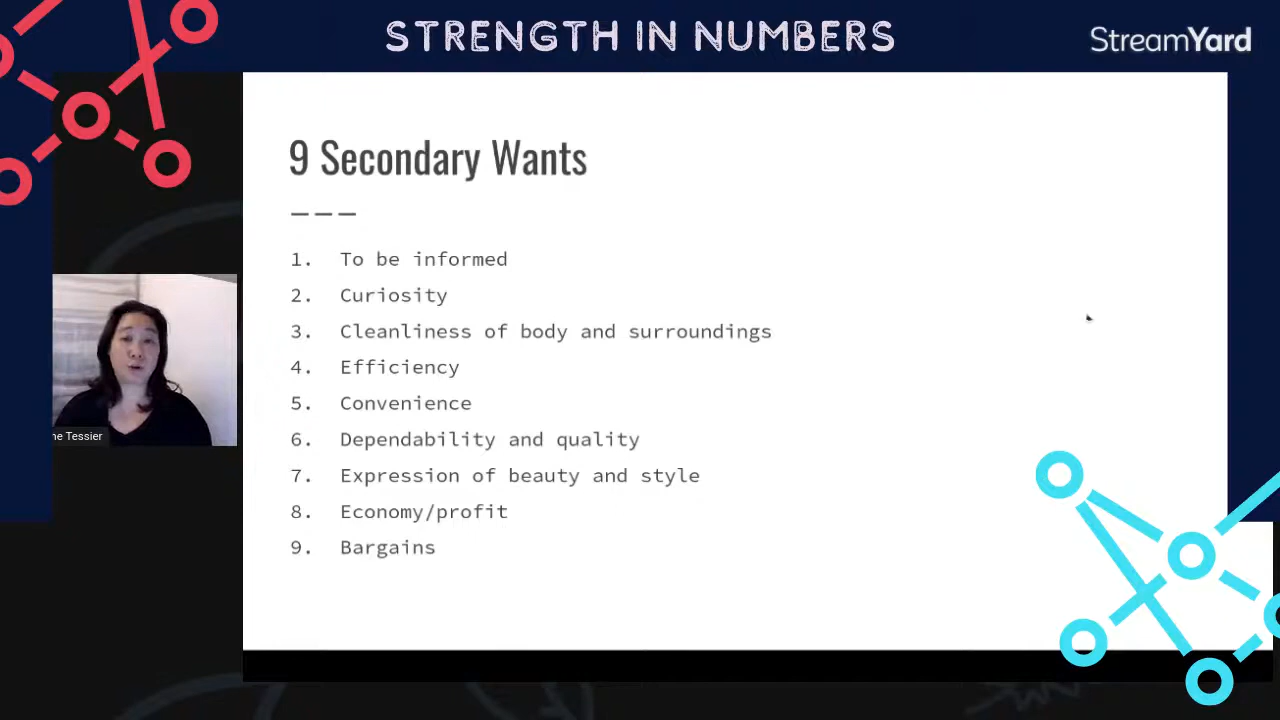 STRENGTH IN NUMBERS
StreamYard
9 Secondary Wants
1. To be informed
2. Curiosity
3. Cleanliness of body and surroundings
4. Efficiency
5. Convenience
6. Dependability and quality
7. Expression of beauty and style
8. Economy/profit
9. Bargains
ne Tessier